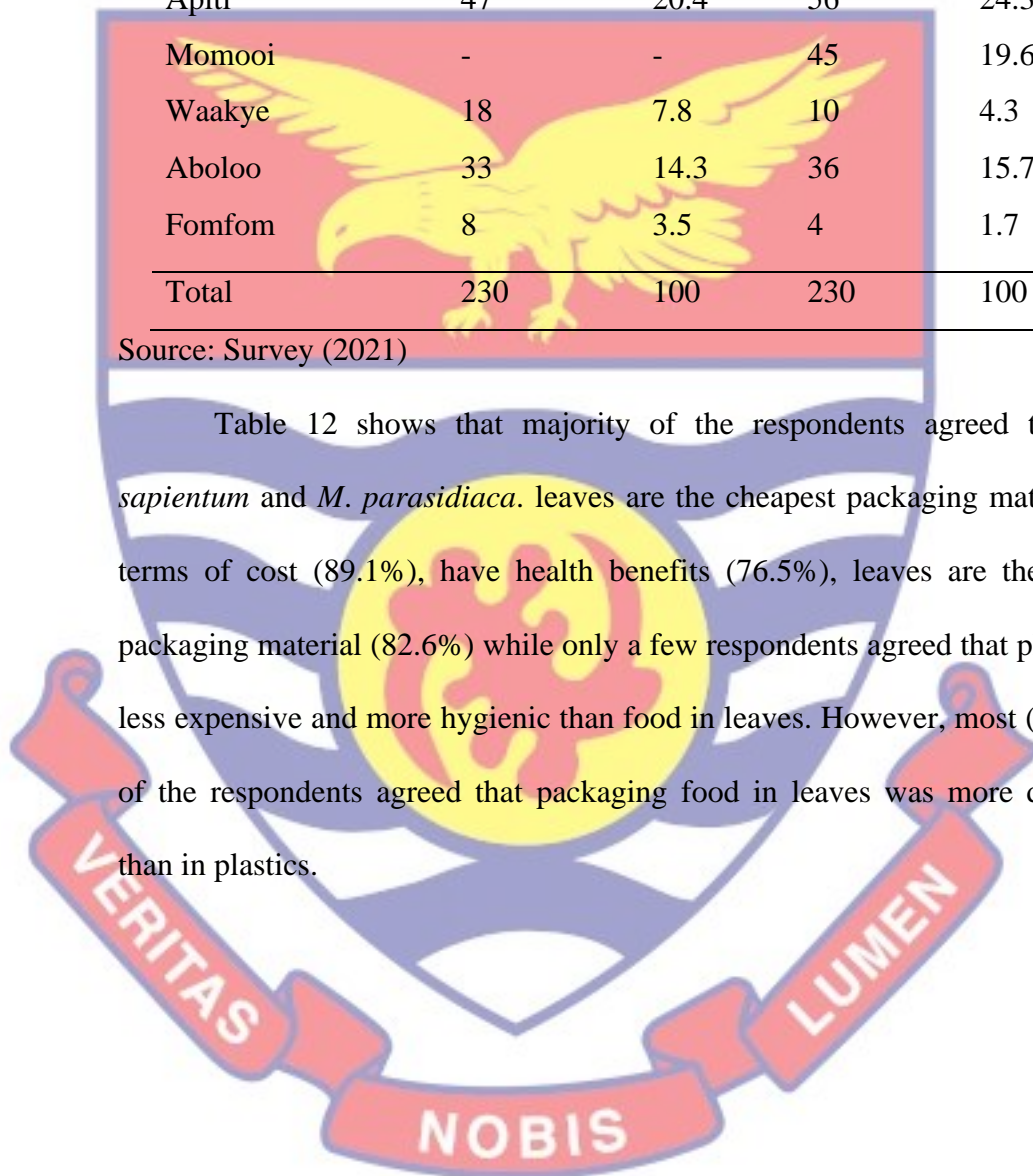 Apiti 47 20.4 56 24.3
Momooi - - 45 19.6
Waakye 18 7.8 10 4.3
Aboloo 33 14.3 36 15.7
Fomfom 8 3.5 4 1.7
Total 230 100 230 100
Source: Survey (2021)
Table 12 shows that majority of the respondents agreed
sapientum and M. parasidiaca. leaves are the cheapest packaging
terms of cost (89.1%), have health benefits (76.5%), leaves are
packaging material (82.6%) while only a few respondents agreed that
less expensive and more hygienic than food in leaves. However, most (
of the respondents agreed that packaging food in leaves was more
than in plastics.
VERITAS
NOBIS
LUMEN